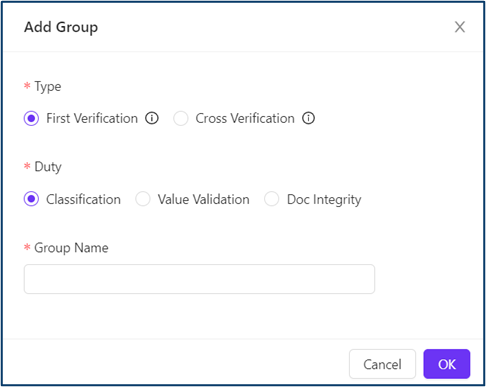 Add Group
* Type
First Verification Cross Verification
* Duty
Classification Value Validation Doc Integrity
* Group Name
Cancel OK